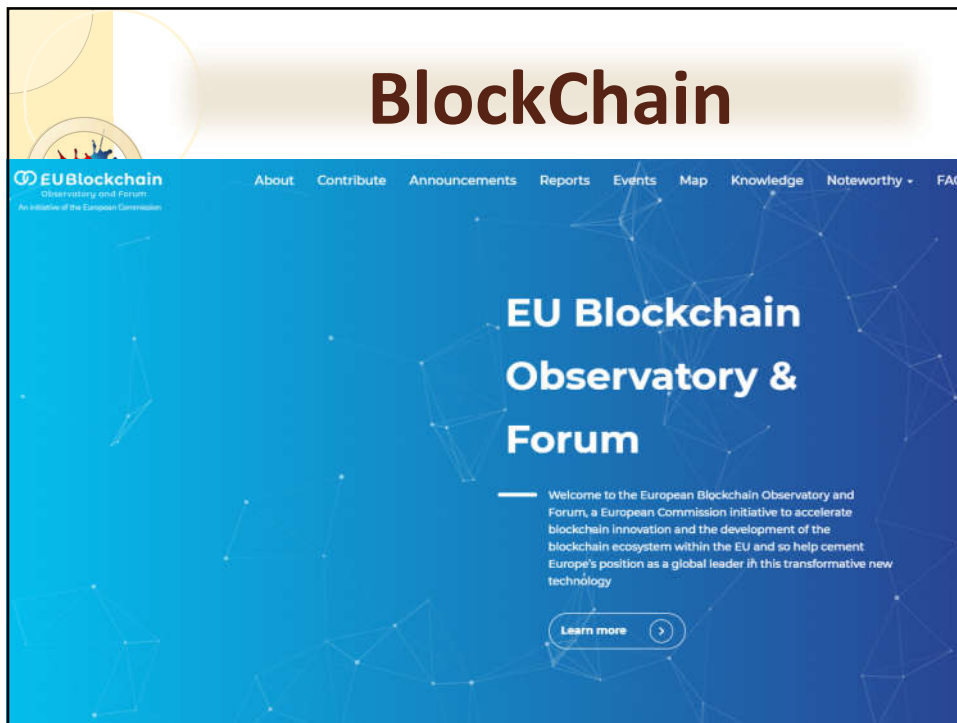 BlockChain
EUBlockchain
Observatory and Forum
An initiative of the European Commission
About Contribute Announcements Reports Events Map Knowledge Noteworthy FAQ
EU Blockchain
Observatory &
Forum
Welcome to the European Blockchain Observatory and
Forum, a European Commission initiative to accelerate
blockchain innovation and the development of the
blockchain ecosystem within the EU and so help cement
Europe's position as a global leader in this transformative new
technology
Learn more